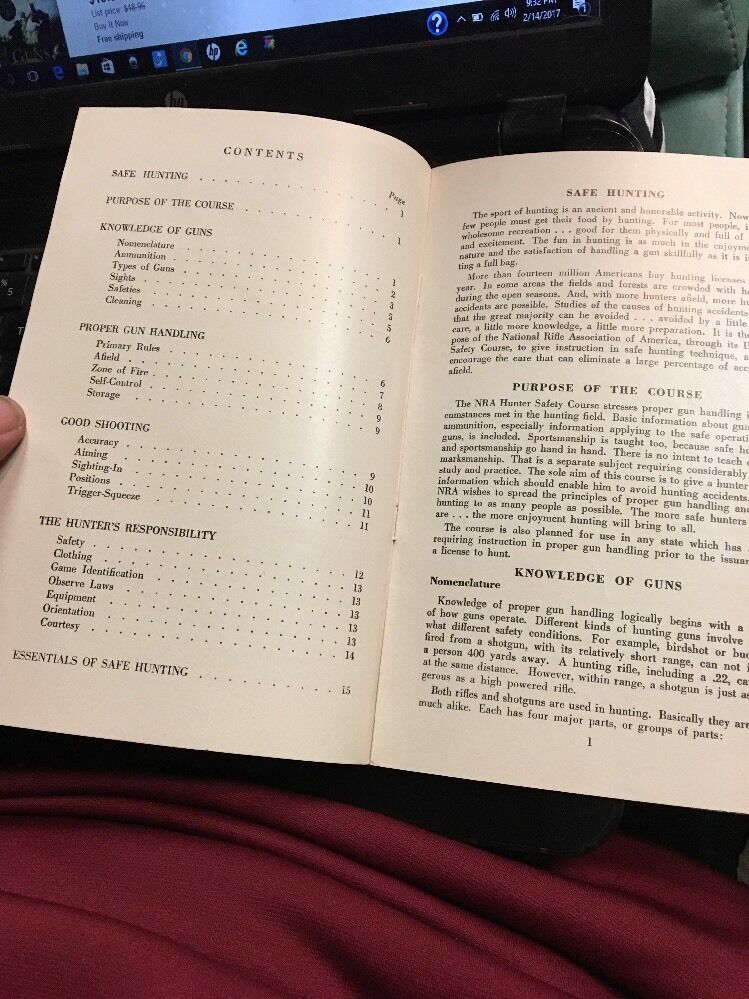 List price: $18.95
Buy It Now
Free shipping
9:32 PM
2/14/2017
hp
CONTENTS
Page
SAFE HUNTING . . . . . . . . . . . . . 1
PURPOSE OF THE COURSE . . . . . . . . . . 1
KNOWLEDGE OF GUNS
Nomenclature . . . . . . . . . . . . . 1
Ammunition . . . . . . . . . . . . . 2
Types of Guns . . . . . . . . . . . . . 3
Sights . . . . . . . . . . . . . 3
Safeties . . . . . . . . . . . . . 5
Cleaning . . . . . . . . . . . . . 6
PROPER GUN HANDLING
Primary Rules . . . . . . . . . . . . . 6
Afield . . . . . . . . . . . . . 7
Zone of Fire . . . . . . . . . . . . . 8
Self-Control . . . . . . . . . . . . . 9
Storage . . . . . . . . . . . . . 9
GOOD SHOOTING
Accuracy . . . . . . . . . . . . . 9
Aiming . . . . . . . . . . . . . 10
Sighting-In . . . . . . . . . . . . . 10
Positions . . . . . . . . . . . . . 11
Trigger-Squeeze . . . . . . . . . . . . . 11
THE HUNTER'S RESPONSIBILITY
Safety . . . . . . . . . . . . . 12
Clothing . . . . . . . . . . . . . 13
Game Identification . . . . . . . . . . . . . 13
Observe Laws . . . . . . . . . . . . . 13
Equipment . . . . . . . . . . . . . 13
Orientation . . . . . . . . . . . . . 13
Courtesy . . . . . . . . . . . . . 14
ESSENTIALS OF SAFE HUNTING . . . . . . . . . 15
SAFE HUNTING
The sport of hunting is an ancient and honorable activity. Now
few people must get their food by hunting. For most people, i
wholesome recreation . . . good for them physically and full of
and excitement. The fun in hunting is as much in the enjoym
nature and the satisfaction of handling a gun skillfully as it is i
ting a full bag.
More than fourteen million Americans buy hunting licenses
year. In some areas the fields and forests are crowded with h
during the open seasons. And, with more hunters afield, more hu
accidents are possible. Studies of the causes of hunting accidents
that the great majority can be avoided . . . avoided by a little
care, a little more knowledge, a little more preparation. It is the
pose of the National Rifle Association of America, through its H
Safety Course, to give instruction in safe hunting technique, a
encourage the care that can eliminate a large percentage of acc
afield.
PURPOSE OF THE COURSE
The NRA Hunter Safety Course stresses proper gun handling i
cumstances met in the hunting field. Basic information about gun
ammunition, especially information applying to the safe operati
guns, is included. Sportsmanship is taught too, because safe hu
and sportsmanship go hand in hand. There is no intent to teach
marksmanship. That is a separate subject requiring considerably
study and practice. The sole aim of this course is to give a hunter
information which should enable him to avoid hunting accidents.
NRA wishes to spread the principles of proper gun handling and
hunting to as many people as possible. The more safe hunters
are . . . the more enjoyment hunting will bring to all.
The course is also planned for use in any state which has
requiring instruction in proper gun handling prior to the issuan
a license to hunt.
KNOWLEDGE OF GUNS
Nomenclature
Knowledge of proper gun handling logically begins with a
of how guns operate. Different kinds of hunting guns involve
what different safety conditions. For example, birdshot or buc
fired from a shotgun, with its relatively short range, can not i
a person 400 yards away. A hunting rifle, including a .22, ca
at the same distance. However, within range, a shotgun is just as
gerous as a high powered rifle.
Both rifles and shotguns are used in hunting. Basically they are
much alike. Each has four major parts, or groups of parts:
1